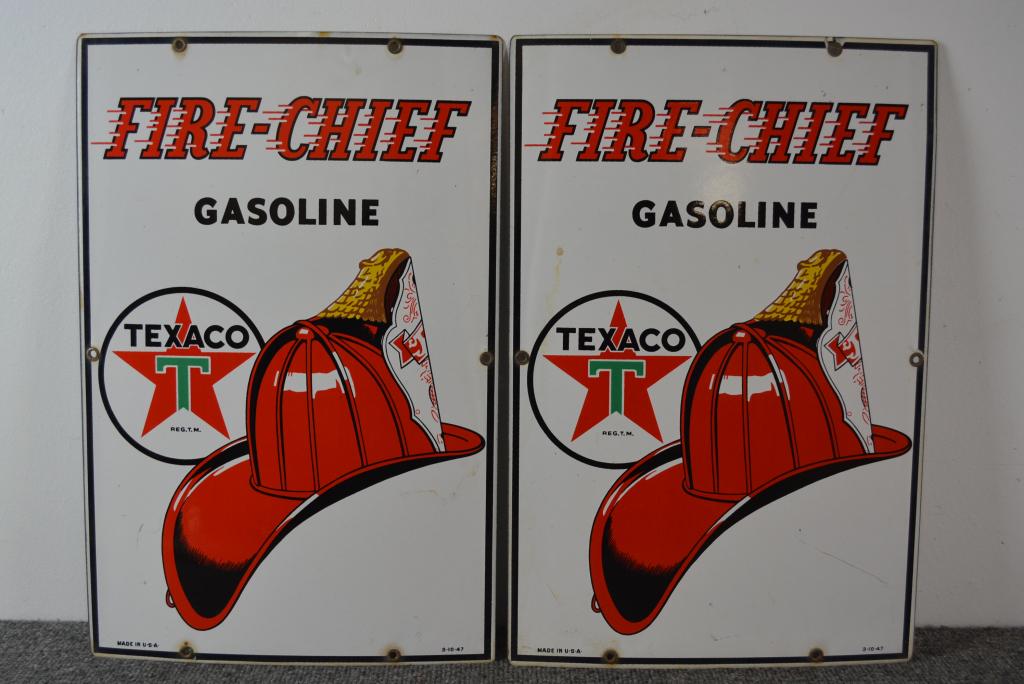 FIRE-CHIEF
GASOLINE
TEXACO
T
REG. T.M.
MADE IN U·S·A·
3-10-47
FIRE-CHIEF
GASOLINE
TEXACO
T
REG. T.M.
MADE IN U·S·A·
3-10-47